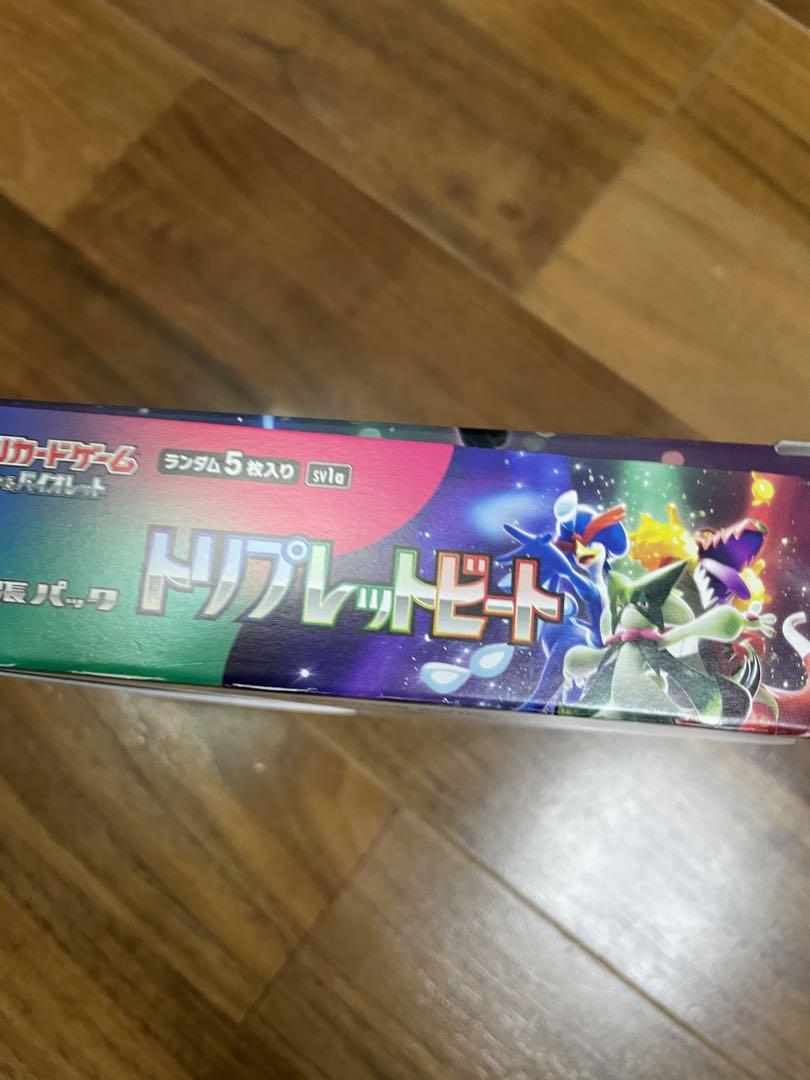 カードゲーム
バイオレット
ランダム5枚入り sv1a
張パック トリプレットビート